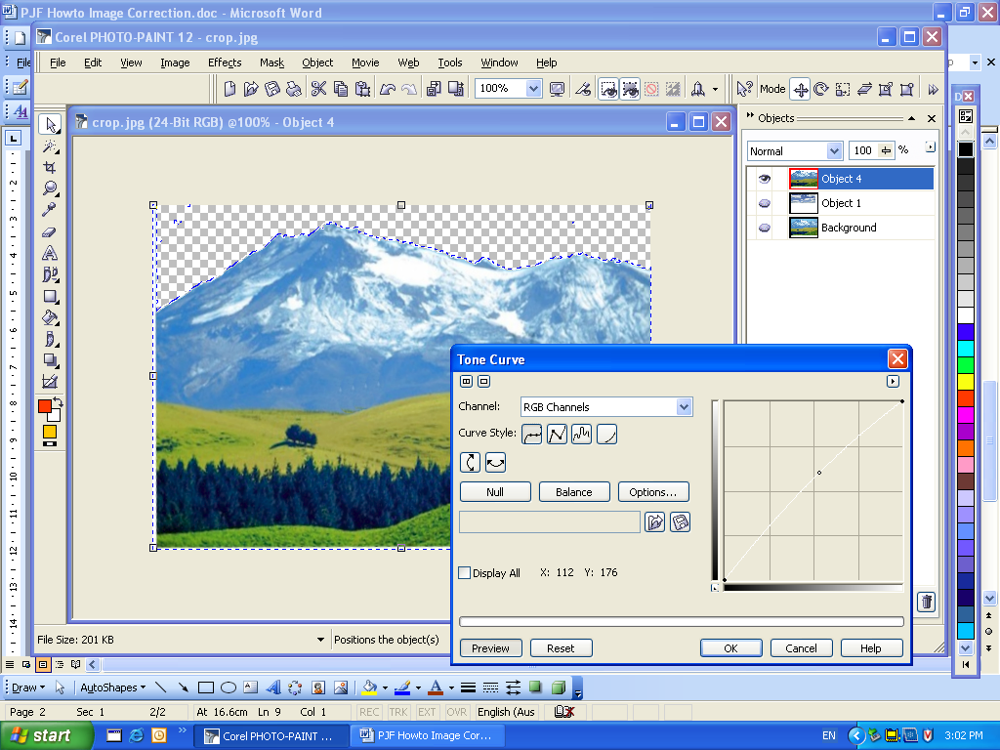 PJF Howto Image Correction.doc - Microsoft Word
Corel PHOTO-PAINT 12 - crop.jpg
File
File Edit View Image Effects Mask Object Movie Web Tools Window Help
100% Mode
crop.jpg (24-Bit RGB) @100% - Object 4
Objects
Normal 100 %
Object 4
Object 1
Background
Tone Curve
Channel: RGB Channels
Curve Style:
Null Balance Options...
Display All X: 112 Y: 176
Preview Reset OK Cancel Help
File Size: 201 KB Positions the object(s)
Draw AutoShapes
Page 2 Sec 1 2/2 At 16.6cm Ln 9 Col 1 REC TRK EXT OVR English (Aus
start Corel PHOTO-PAINT ... PJF Howto Image Cor... EN 3:02 PM